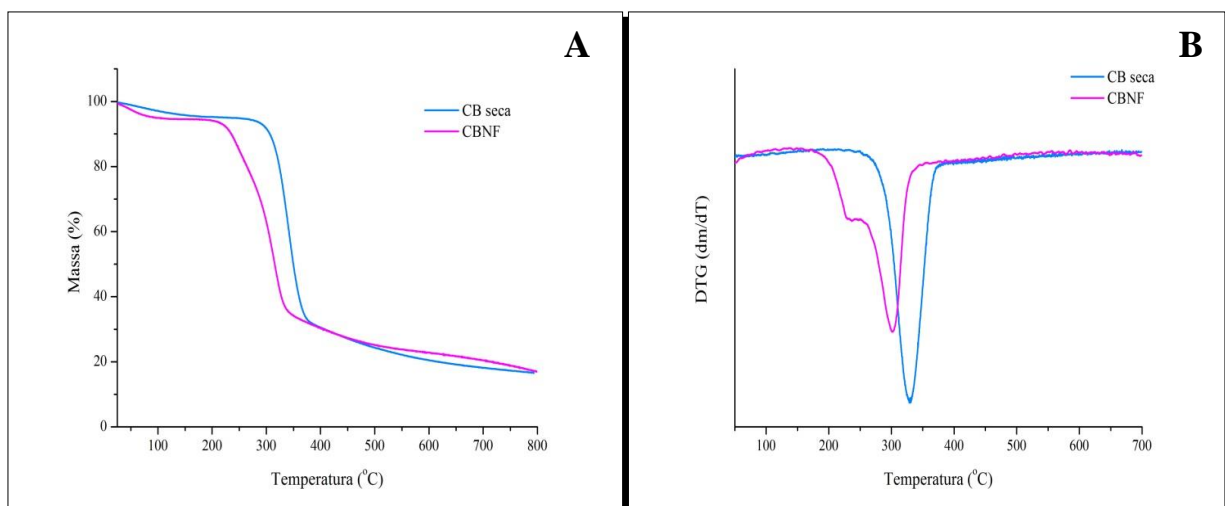 A
CB seca
CBNF
Massa (%)
100
80
60
40
20
0
100 200 300 400 500 600 700 800
Temperatura (°C)
B
CB seca
CBNF
DTG (dm/dT)
100 200 300 400 500 600 700
Temperatura (°C)